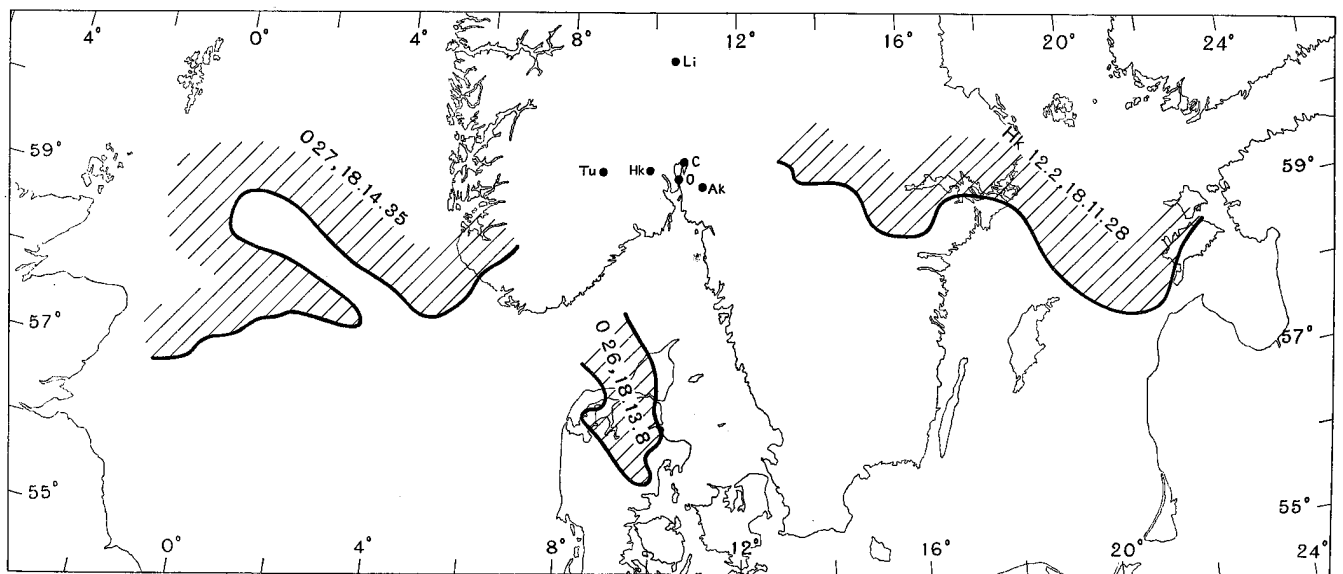 4° 0° 4° 8° 12° 16° 20° 24°
Li
59°
O 27, 18.14.35
Tu
Hk
C
O
Ak
Hk 12.2, 18.11.28
59°
57°
57°
O 26, 18.13.8
55°
55°
0° 4° 8° 12° 16° 20°